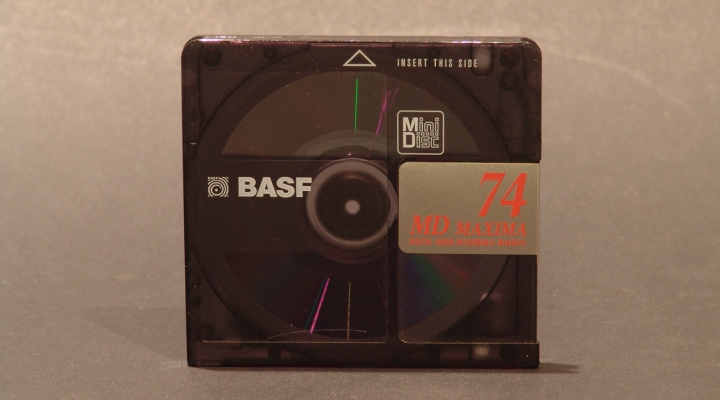 INSERT THIS SIDE
Mini
Disc
BASF
74
MD MAXIMA